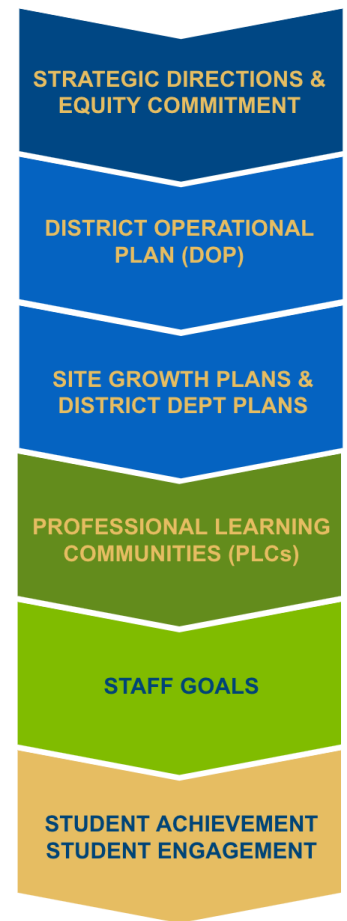 STRATEGIC DIRECTIONS &
EQUITY COMMITMENT
DISTRICT OPERATIONAL
PLAN (DOP)
SITE GROWTH PLANS &
DISTRICT DEPT PLANS
PROFESSIONAL LEARNING
COMMUNITIES (PLCs)
STAFF GOALS
STUDENT ACHIEVEMENT
STUDENT ENGAGEMENT